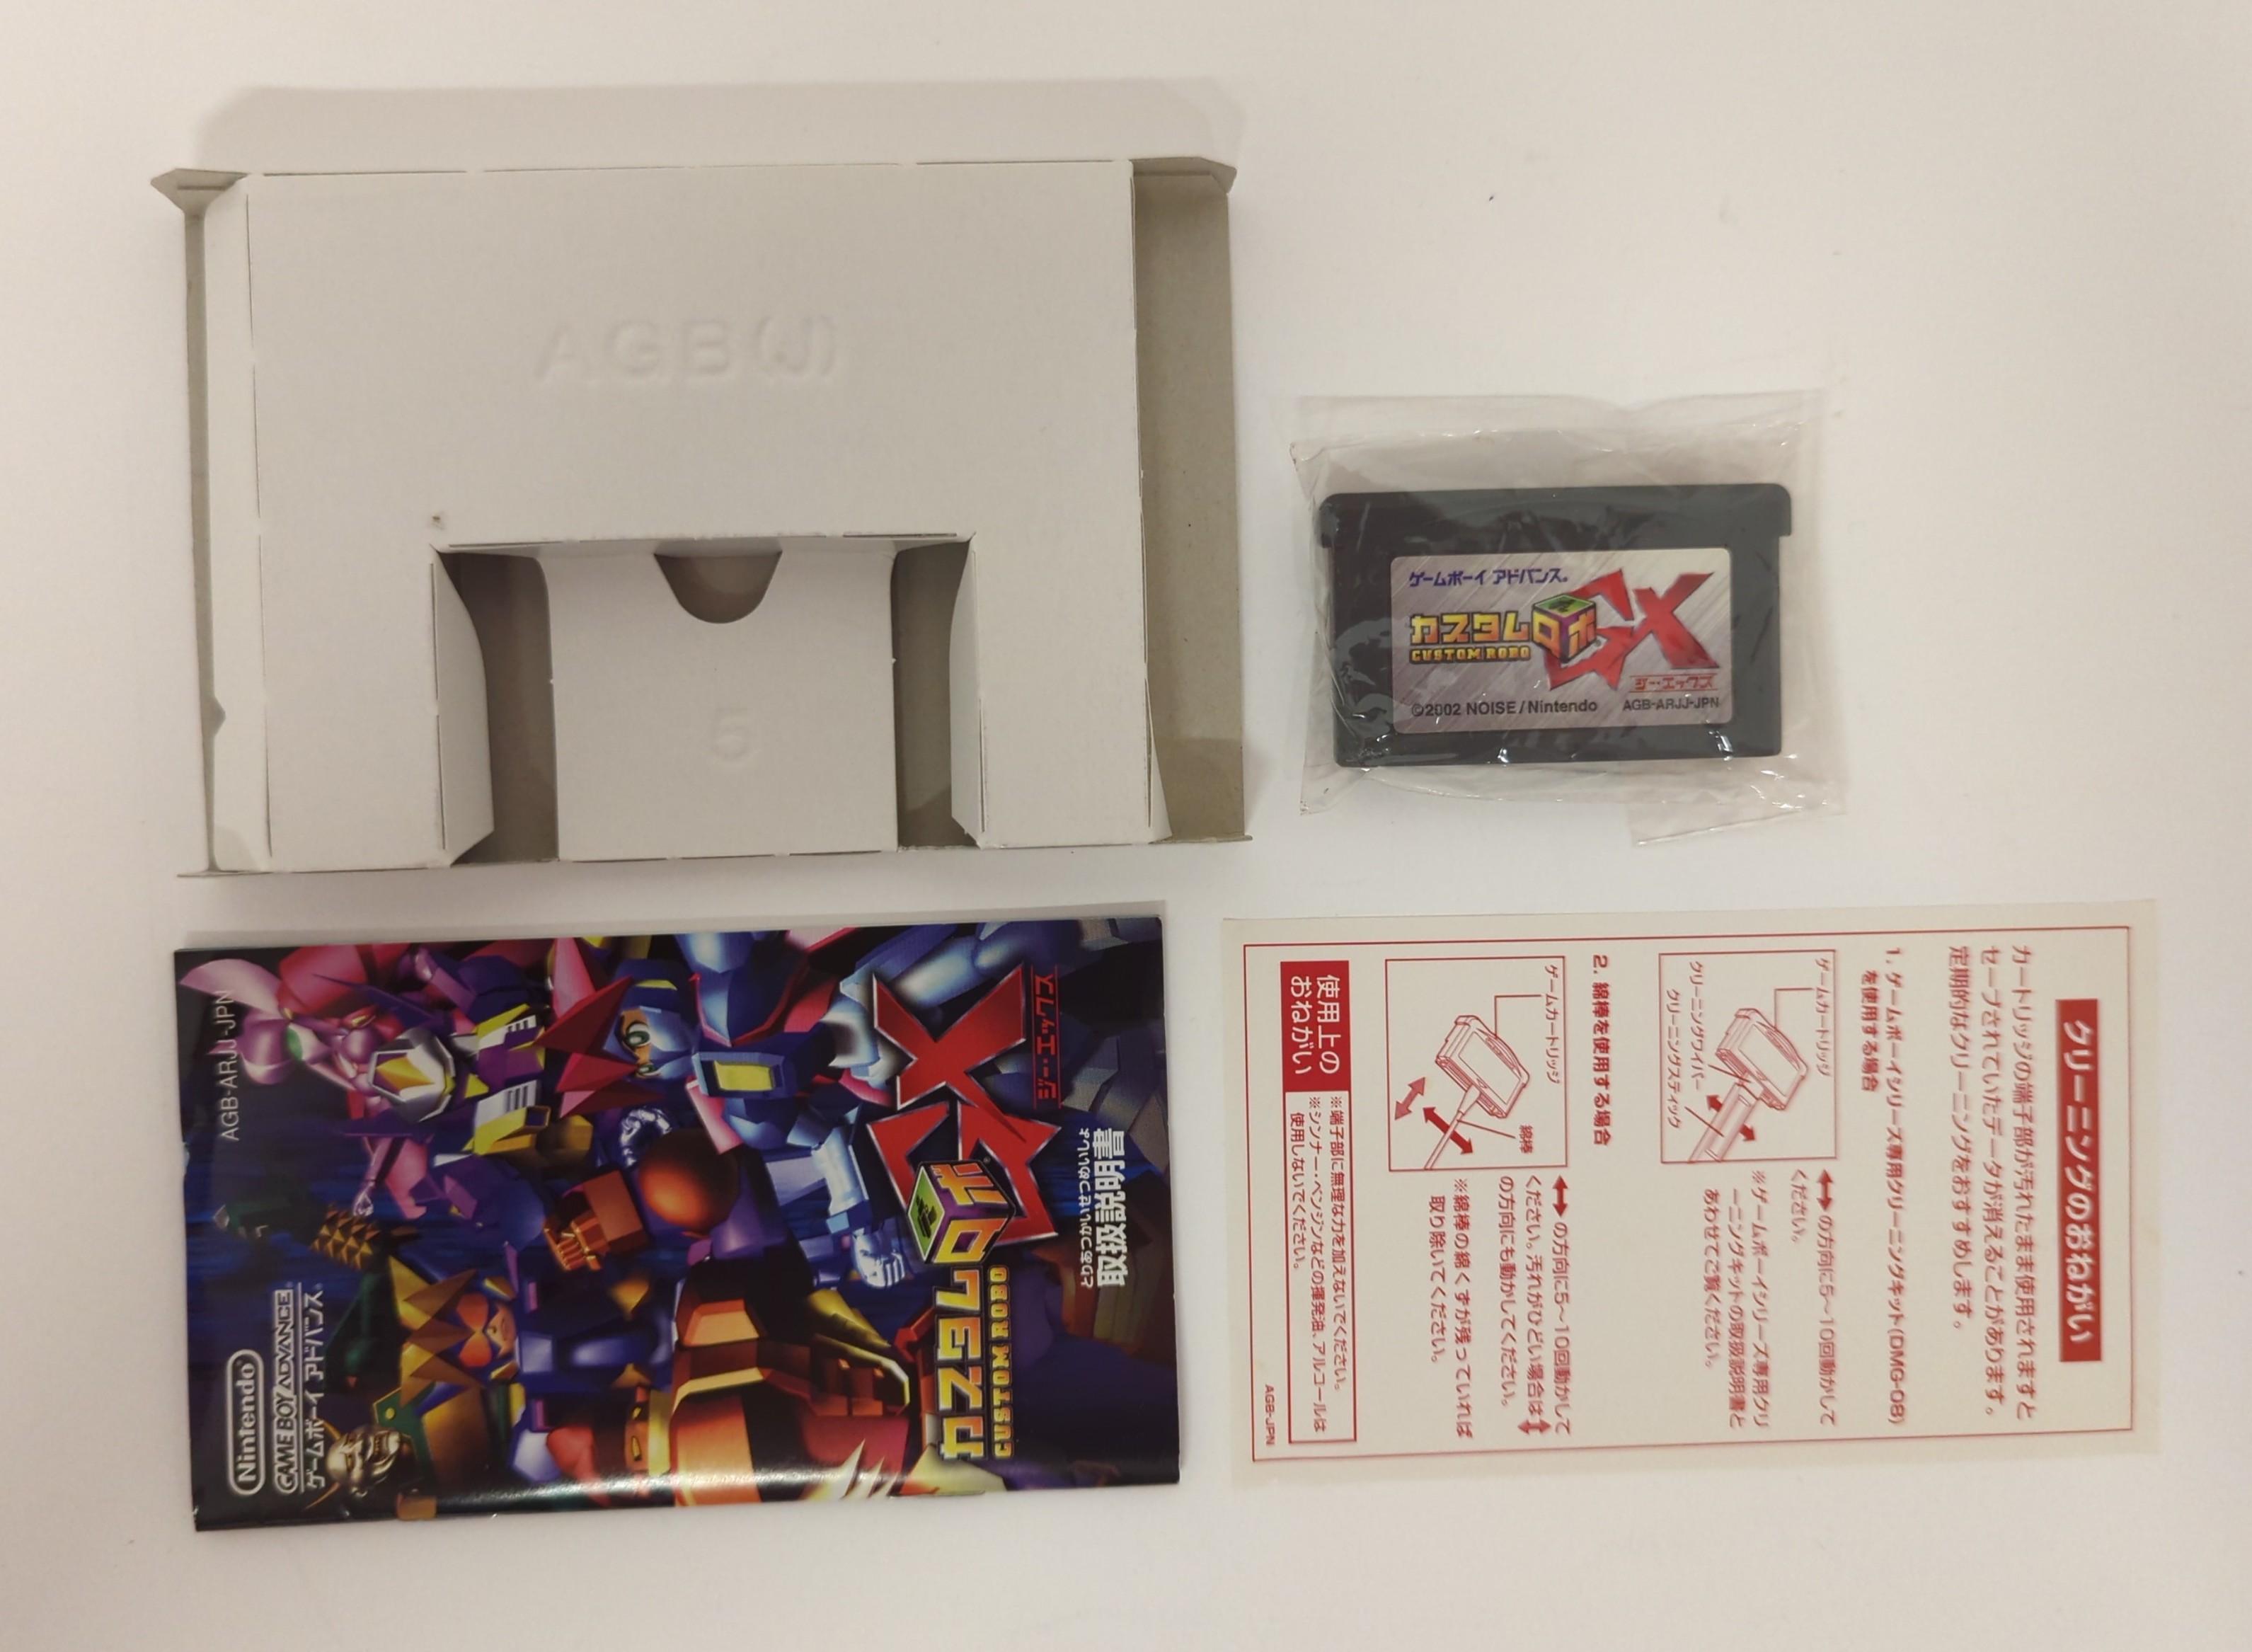 AGB(J)
5
ゲームボーイ アドバンス®
カスタムロボ
GX
CUSTOM ROBO
ジーエックス
©2002 NOISE/Nintendo AGB-ARJJ-JPN
AGB-ARJJ-JPN
Nintendo®
GAME BOY ADVANCE®
ゲームボーイ アドバンス®
カスタムロボ
GX
CUSTOM ROBO
ジーエックス
とりあつかいせつめいしょ
取扱説明書
クリーニングのおねがい
カートリッジの端子部が汚れたまま使用されますと
セーブされていたデータが消えることがあります。
定期的なクリーニングをおすすめします。
1. ゲームボーイシリーズ専用クリーニングキット(DMG-08)
を使用する場合
ゲームカートリッジ
クリーニングワイパー
クリーニングスティック
⟷の方向に5〜10回動かして
ください。
※ゲームボーイシリーズ専用クリ
ーニングキットの取扱説明書と
あわせてご覧ください。
2. 綿棒を使用する場合
ゲームカートリッジ
綿棒
⟷の方向に5〜10回動かして
ください。汚れがひどい場合は⟷
の方向にも動かしてください。
※綿棒の綿くずが残っていれば
取り除いてください。
使用上の
おねがい
※端子部に無理な力を加えないでください。
※シンナー・ベンジンなどの揮発油、アルコールは
使用しないでください。
AGB-JPN